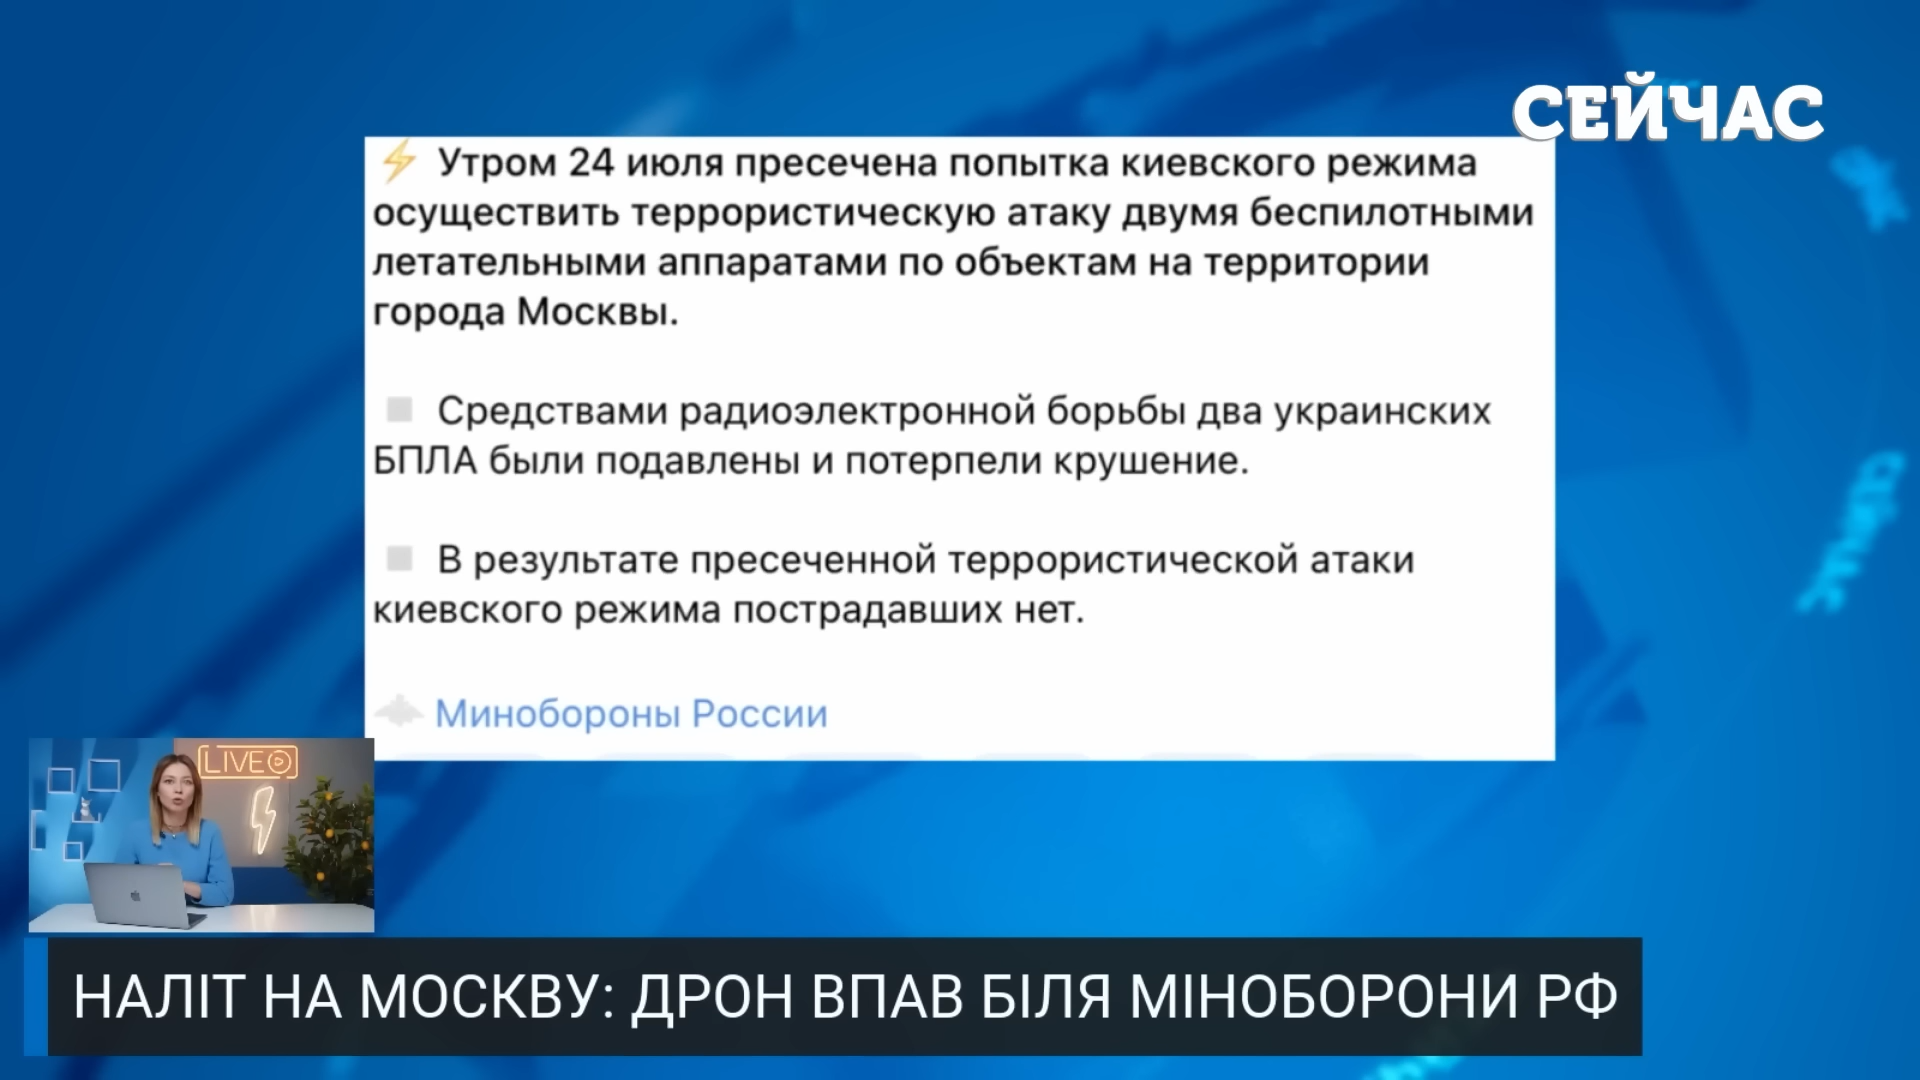 СЕЙЧАС
⚡ Утром 24 июля пресечена попытка киевского режима
осуществить террористическую атаку двумя беспилотными
летательными аппаратами по объектам на территории
города Москвы.
Средствами радиоэлектронной борьбы два украинских
БПЛА были подавлены и потерпели крушение.
В результате пресеченной террористической атаки
киевского режима пострадавших нет.
Минобороны России
LIVE
НАЛІТ НА МОСКВУ: ДРОН ВПАВ БІЛЯ МІНОБОРОНИ РФ